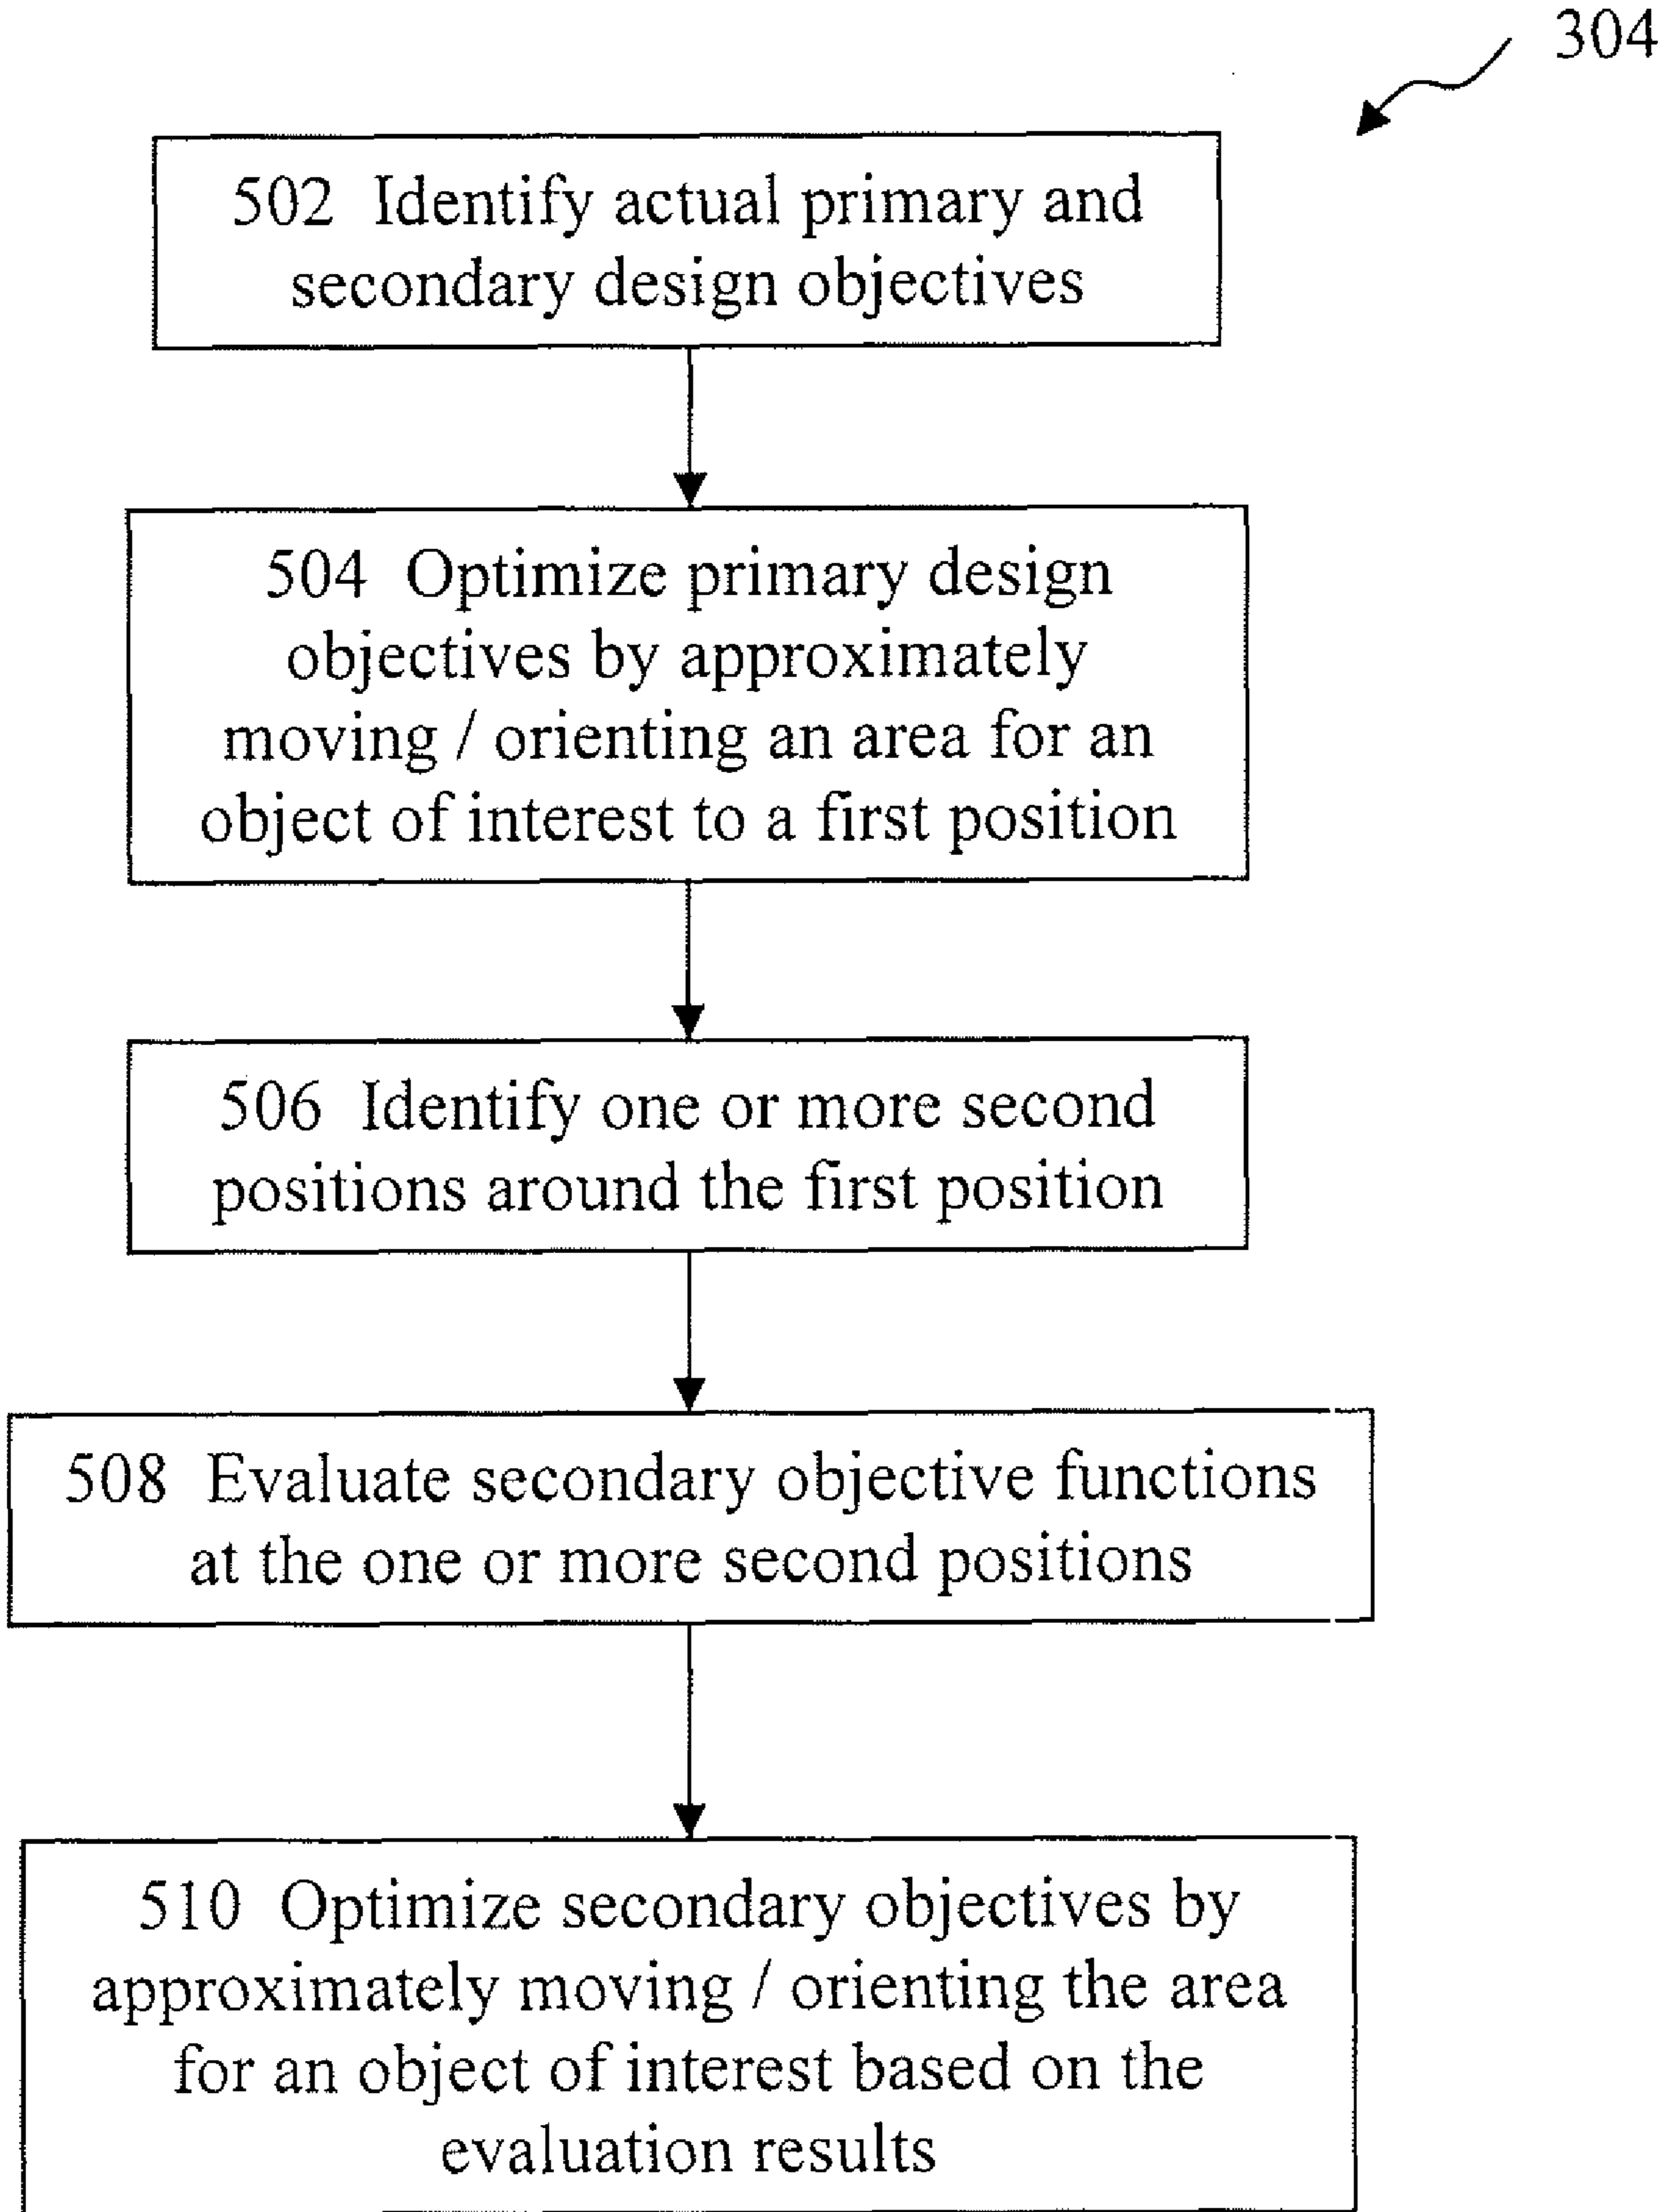 304
502 Identify actual primary and
secondary design objectives
504 Optimize primary design
objectives by approximately
moving / orienting an area for an
object of interest to a first position
506 Identify one or more second
positions around the first position
508 Evaluate secondary objective functions
at the one or more second positions
510 Optimize secondary objectives by
approximately moving / orienting the area
for an object of interest based on the
evaluation results